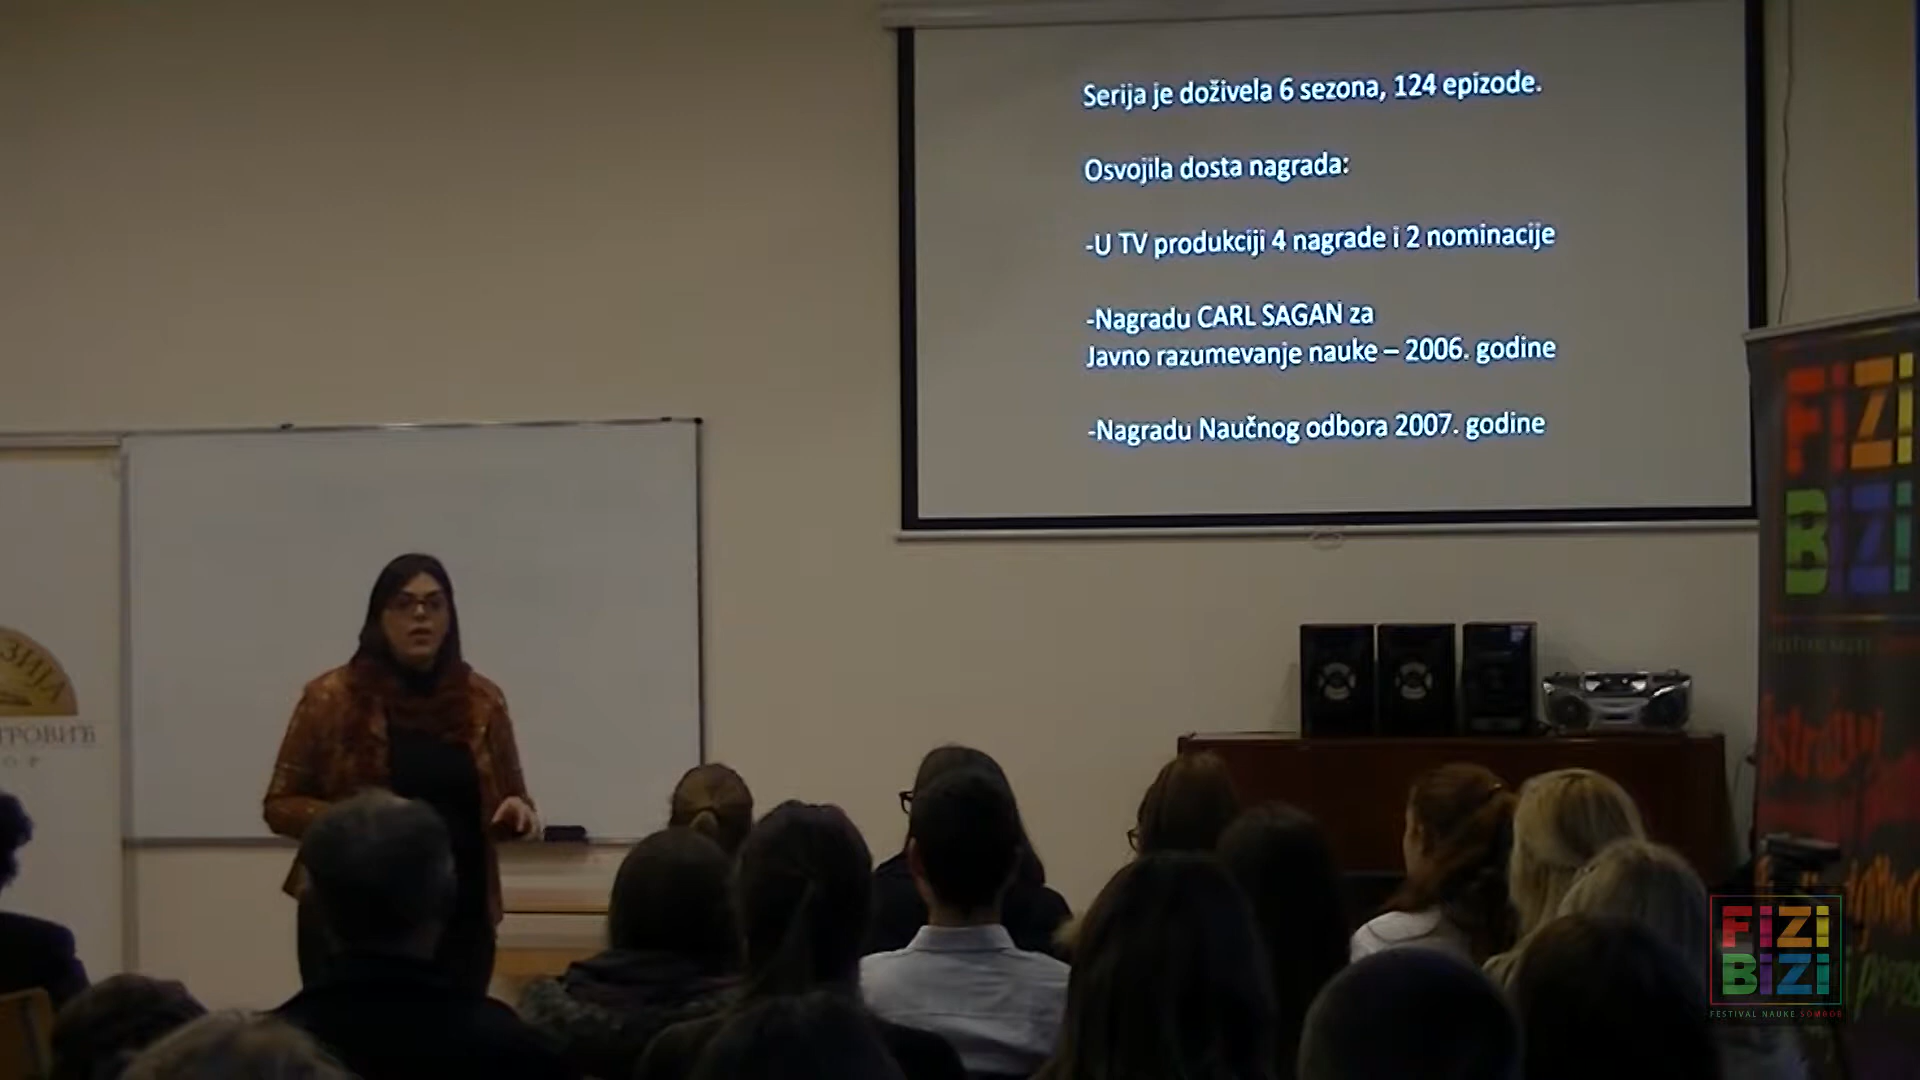 Serija je doživela 6 sezona, 124 epizode.
Osvojila dosta nagrada:
-U TV produkciji 4 nagrade i 2 nominacije
-Nagradu CARL SAGAN za
Javno razumevanje nauke – 2006. godine
-Nagradu Naučnog odbora 2007. godine
FiZi
BiZi
FiZi
BiZi
FESTIVAL NAUKE SOMBOR